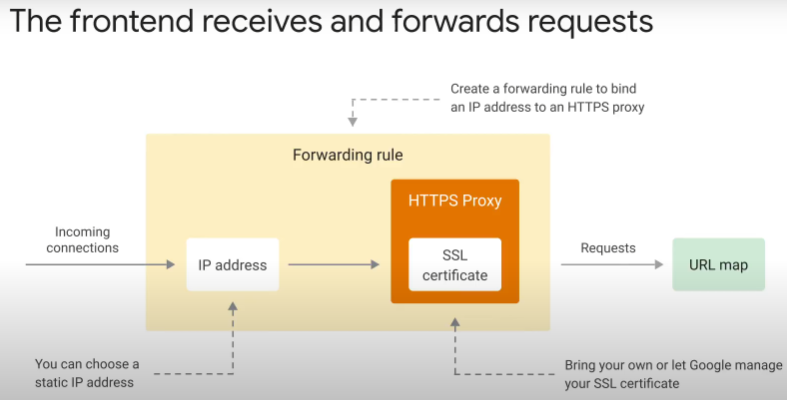 The frontend receives and forwards requests
Create a forwarding rule to bind
an IP address to an HTTPS proxy
Forwarding rule
HTTPS Proxy
Incoming
connections
IP address
SSL
certificate
Requests
URL map
You can choose a
static IP address
Bring your own or let Google manage
your SSL certificate